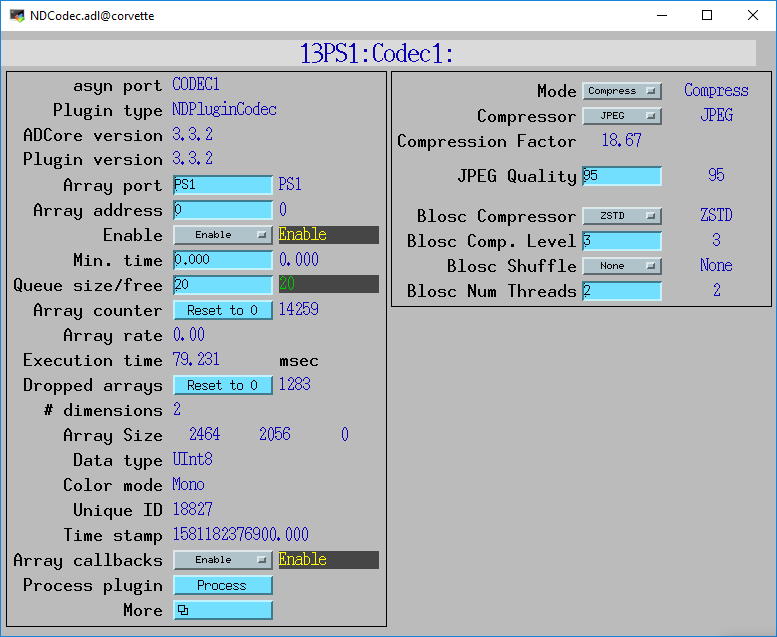 NDCodec.adl@corvette
13PS1:Codec1:
asyn port CODEC1
Plugin type NDPluginCodec
ADCore version 3.3.2
Plugin version 3.3.2
Array port PS1 PS1
Array address 0 0
Enable Enable Enable
Min. time 0.000 0.000
Queue size/free 20 20
Array counter Reset to 0 14259
Array rate 0.00
Execution time 79.231 msec
Dropped arrays Reset to 0 1283
# dimensions 2
Array Size 2464 2056 0
Data type UInt8
Color mode Mono
Unique ID 18827
Time stamp 1581182376900.000
Array callbacks Enable Enable
Process plugin Process
More
Mode Compress Compress
Compressor JPEG JPEG
Compression Factor 18.67
JPEG Quality 95 95
Blosc Compressor ZSTD ZSTD
Blosc Comp. Level 3 3
Blosc Shuffle None None
Blosc Num Threads 2 2